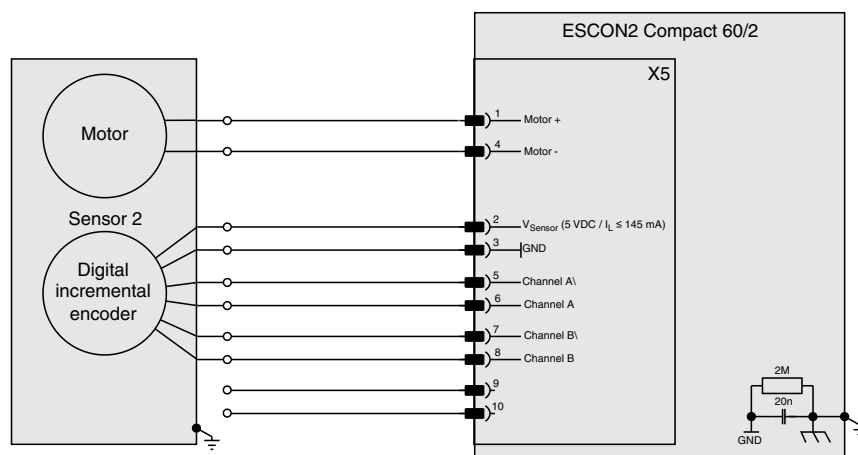 ESCON2 Compact 60/2
X5
Motor
1
Motor +
4
Motor -
Sensor 2
2
VSensor (5 VDC / IL ≤ 145 mA)
3
GND
Digital
incremental
encoder
5
Channel A\
6
Channel A
7
Channel B\
8
Channel B
9
10
2M
20n
GND